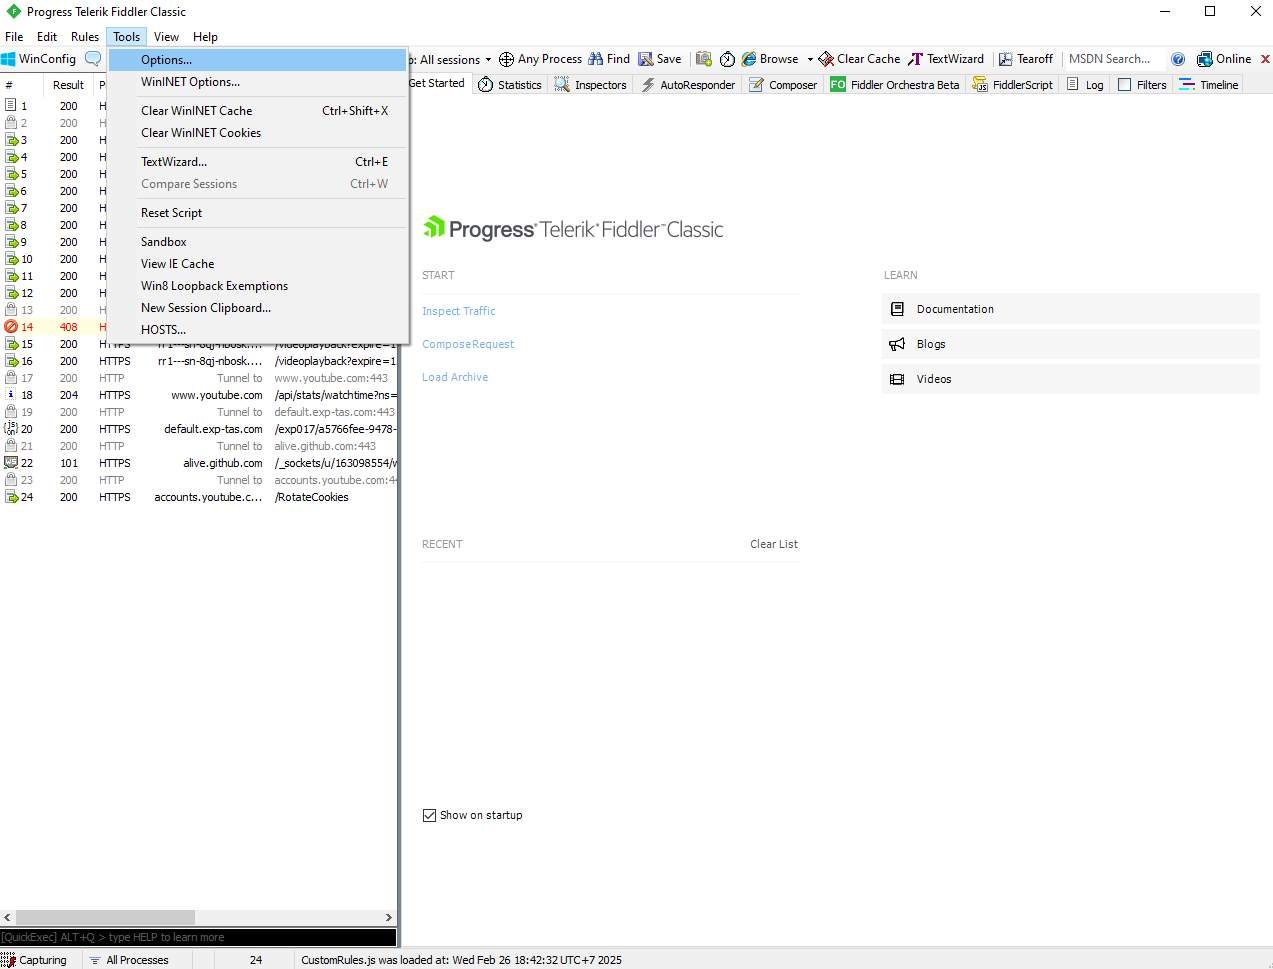 Progress Telerik Fiddler Classic
File Edit Rules Tools View Help
WinConfig All sessions Any Process Find Save Browse Clear Cache TextWizard Tearoff MSDN Search... Online
Options...
WinINET Options...
Clear WinINET Cache Ctrl+Shift+X
Clear WinINET Cookies
TextWizard... Ctrl+E
Compare Sessions Ctrl+W
Reset Script
Sandbox
View IE Cache
Win8 Loopback Exemptions
New Session Clipboard...
HOSTS...
Get Started Statistics Inspectors AutoResponder Composer FO Fiddler Orchestra Beta FiddlerScript Log Filters Timeline
# Result P
1 200 H
2 200 H
3 200 H
4 200 H
5 200 H
6 200 H
7 200 H
8 200 H
9 200 H
10 200 H
11 200 H
12 200 H
13 200 H
14 408 H
15 200 HTTPS rr1---sn-8qj-nbosk.... /videoplayback?expire=1
16 200 HTTPS rr1---sn-8qj-nbosk.... /videoplayback?expire=1
17 200 HTTP Tunnel to www.youtube.com:443
18 204 HTTPS www.youtube.com /api/stats/watchtime?ns=
19 200 HTTP Tunnel to default.exp-tas.com:443
20 200 HTTPS default.exp-tas.com /exp017/a5766fee-9478-
21 200 HTTP Tunnel to alive.github.com:443
22 101 HTTPS alive.github.com /_sockets/u/163098554/w
23 200 HTTP Tunnel to accounts.youtube.com:44
24 200 HTTPS accounts.youtube.c... /RotateCookies
Progress® Telerik® Fiddler™ Classic
START
Inspect Traffic
ComposeRequest
Load Archive
LEARN
Documentation
Blogs
Videos
RECENT Clear List
Show on startup
[QuickExec] ALT+Q > type HELP to learn more
Capturing All Processes 24 CustomRules.js was loaded at: Wed Feb 26 18:42:32 UTC+7 2025